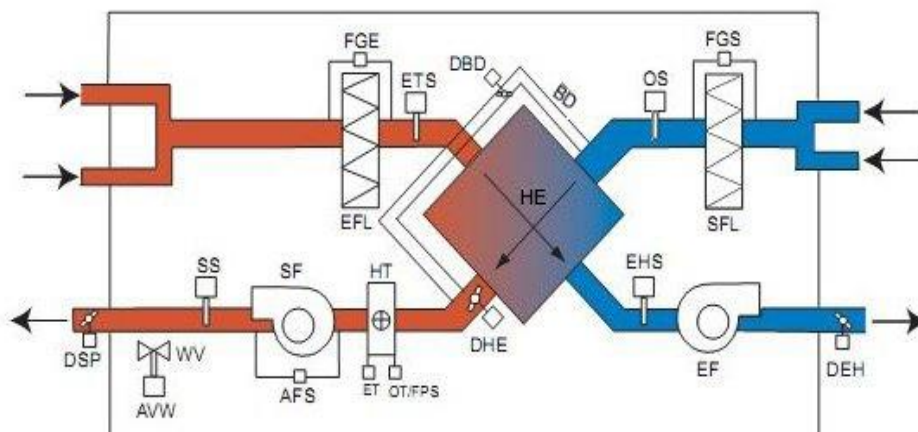 FGE
FGS
DBD
ETS
BD
OS
HE
EFL
SFL
SS
SF
HT
EHS
DSP
WV
DHE
EF
DEH
AFS
ET
OT/FPS
AVW